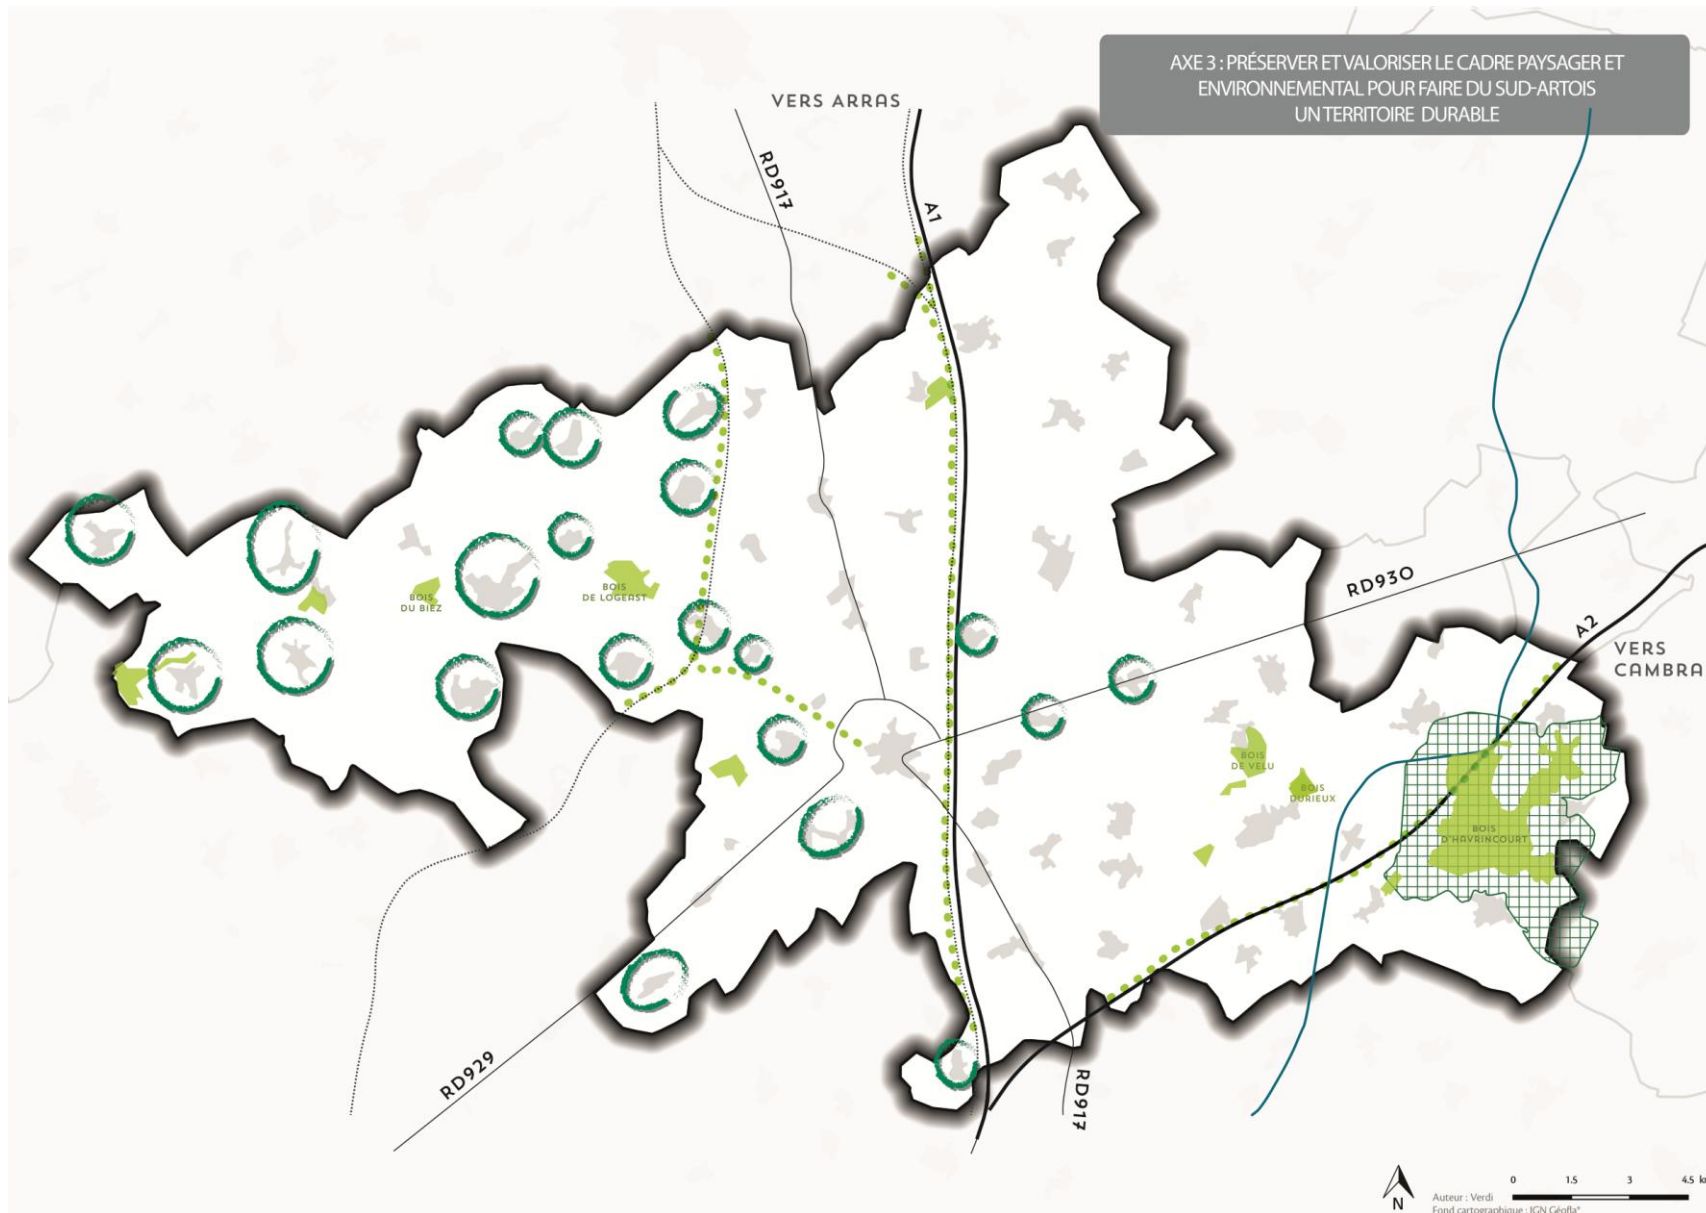 AXE 3 : PRÉSERVER ET VALORISER LE CADRE PAYSAGER ET
ENVIRONNEMENTAL POUR FAIRE DU SUD-ARTOIS
UN TERRITOIRE DURABLE
VERS ARRAS
RD917
A1
RD930
A2
VERS
CAMBRA
BOIS
DU BIEZ
BOIS
DE LOGEAST
BOIS
DE VELU
BOIS
DURIEUX
BOIS
D'HAVRINCOURT
RD929
RD917
N
0 1.5 3 4.5 km
Auteur : Verdi
Fond cartographique : IGN Géofla*